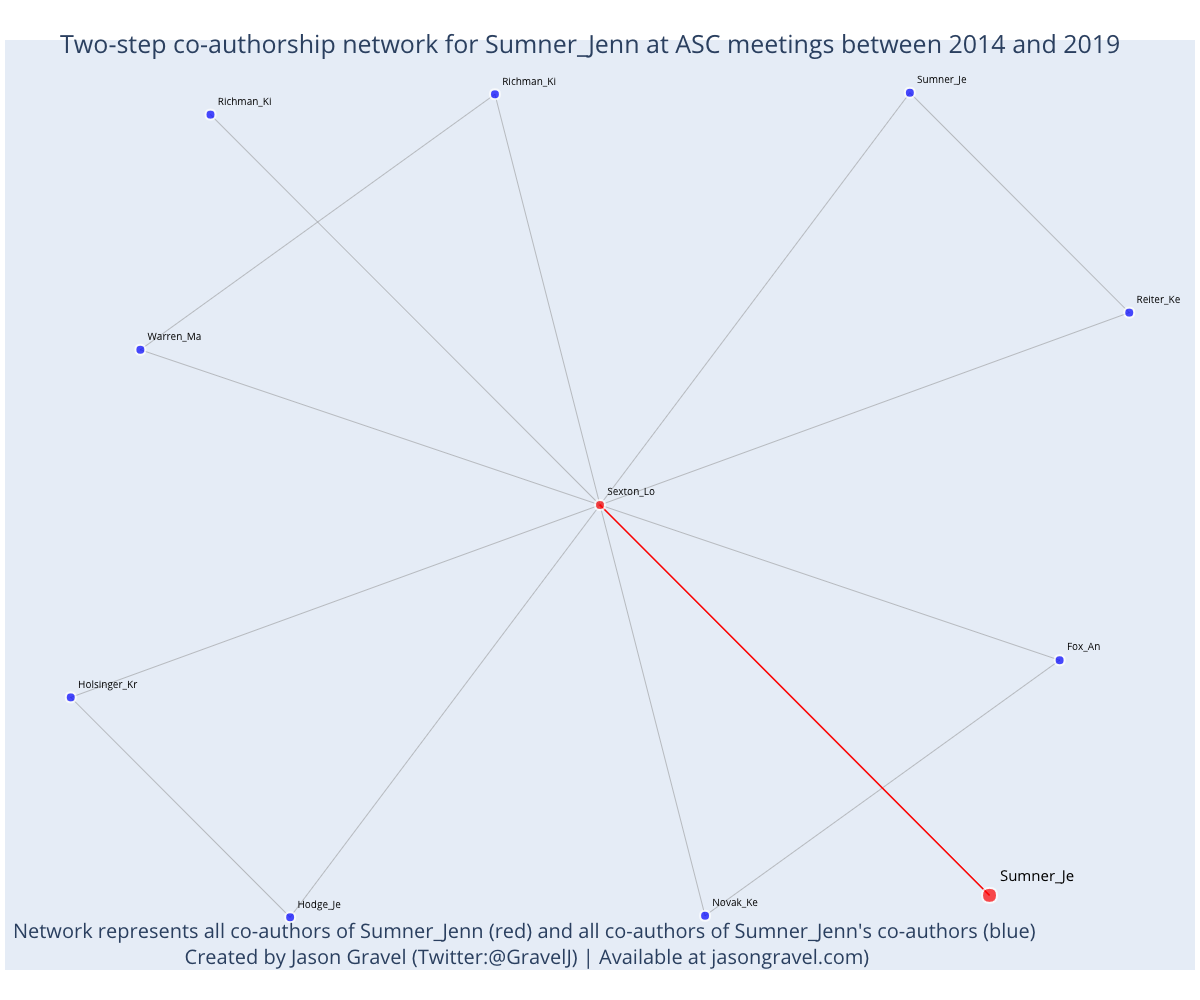 Two-step co-authorship network for Sumner_Jenn at ASC meetings between 2014 and 2019
Sumner_Je
Richman_Ki
Richman_Ki
Reiter_Ke
Warren_Ma
Sexton_Lo
Fox_An
Holsinger_Kr
Sumner_Je
Novak_Ke
Hodge_Je
Network represents all co-authors of Sumner_Jenn (red) and all co-authors of Sumner_Jenn's co-authors (blue)
Created by Jason Gravel (Twitter:@GravelJ) | Available at jasongravel.com)